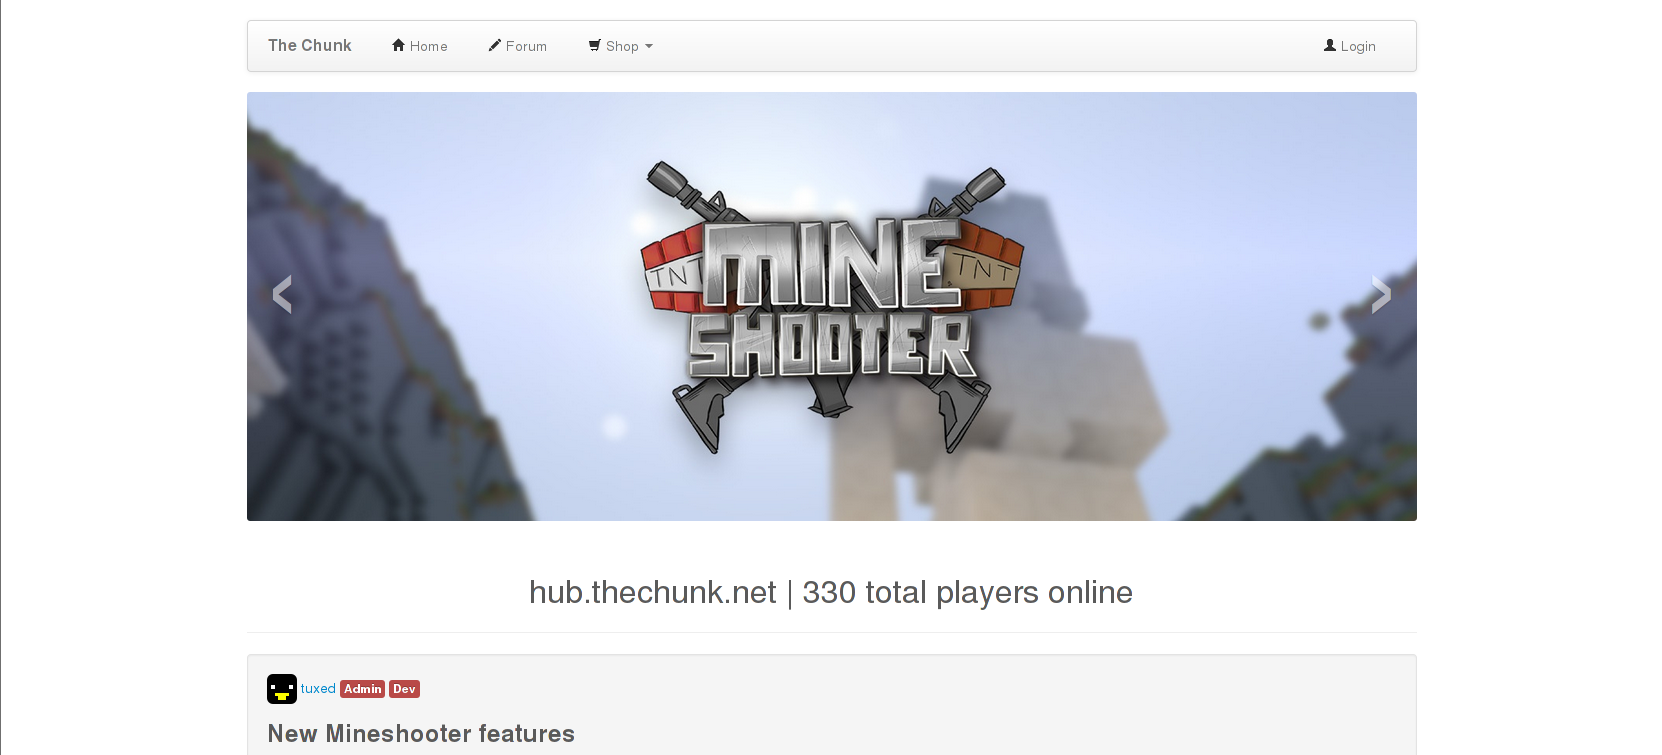 The Chunk Home Forum Shop Login
TNT MINE TNT
SHOOTER
hub.thechunk.net | 330 total players online
tuxed Admin Dev
New Mineshooter features